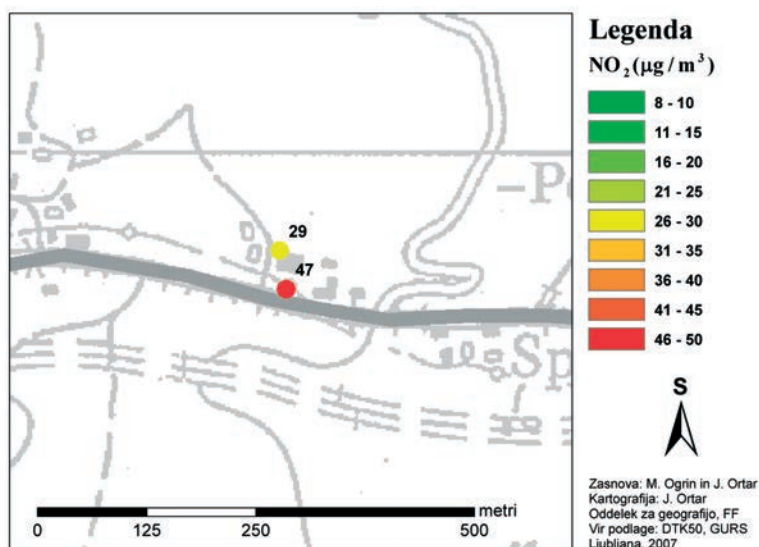 Legenda
NO₂ (µg / m³)
8 - 10
11 - 15
16 - 20
21 - 25
26 - 30
31 - 35
36 - 40
41 - 45
46 - 50
29
47
-Po
Sp
S
metri
0 125 250 500
Zasnova: M. Ogrin in J. Ortar
Kartografija: J. Ortar
Oddelek za geografijo, FF
Vir podlage: DTK50, GURS
Ljubljana, 2007